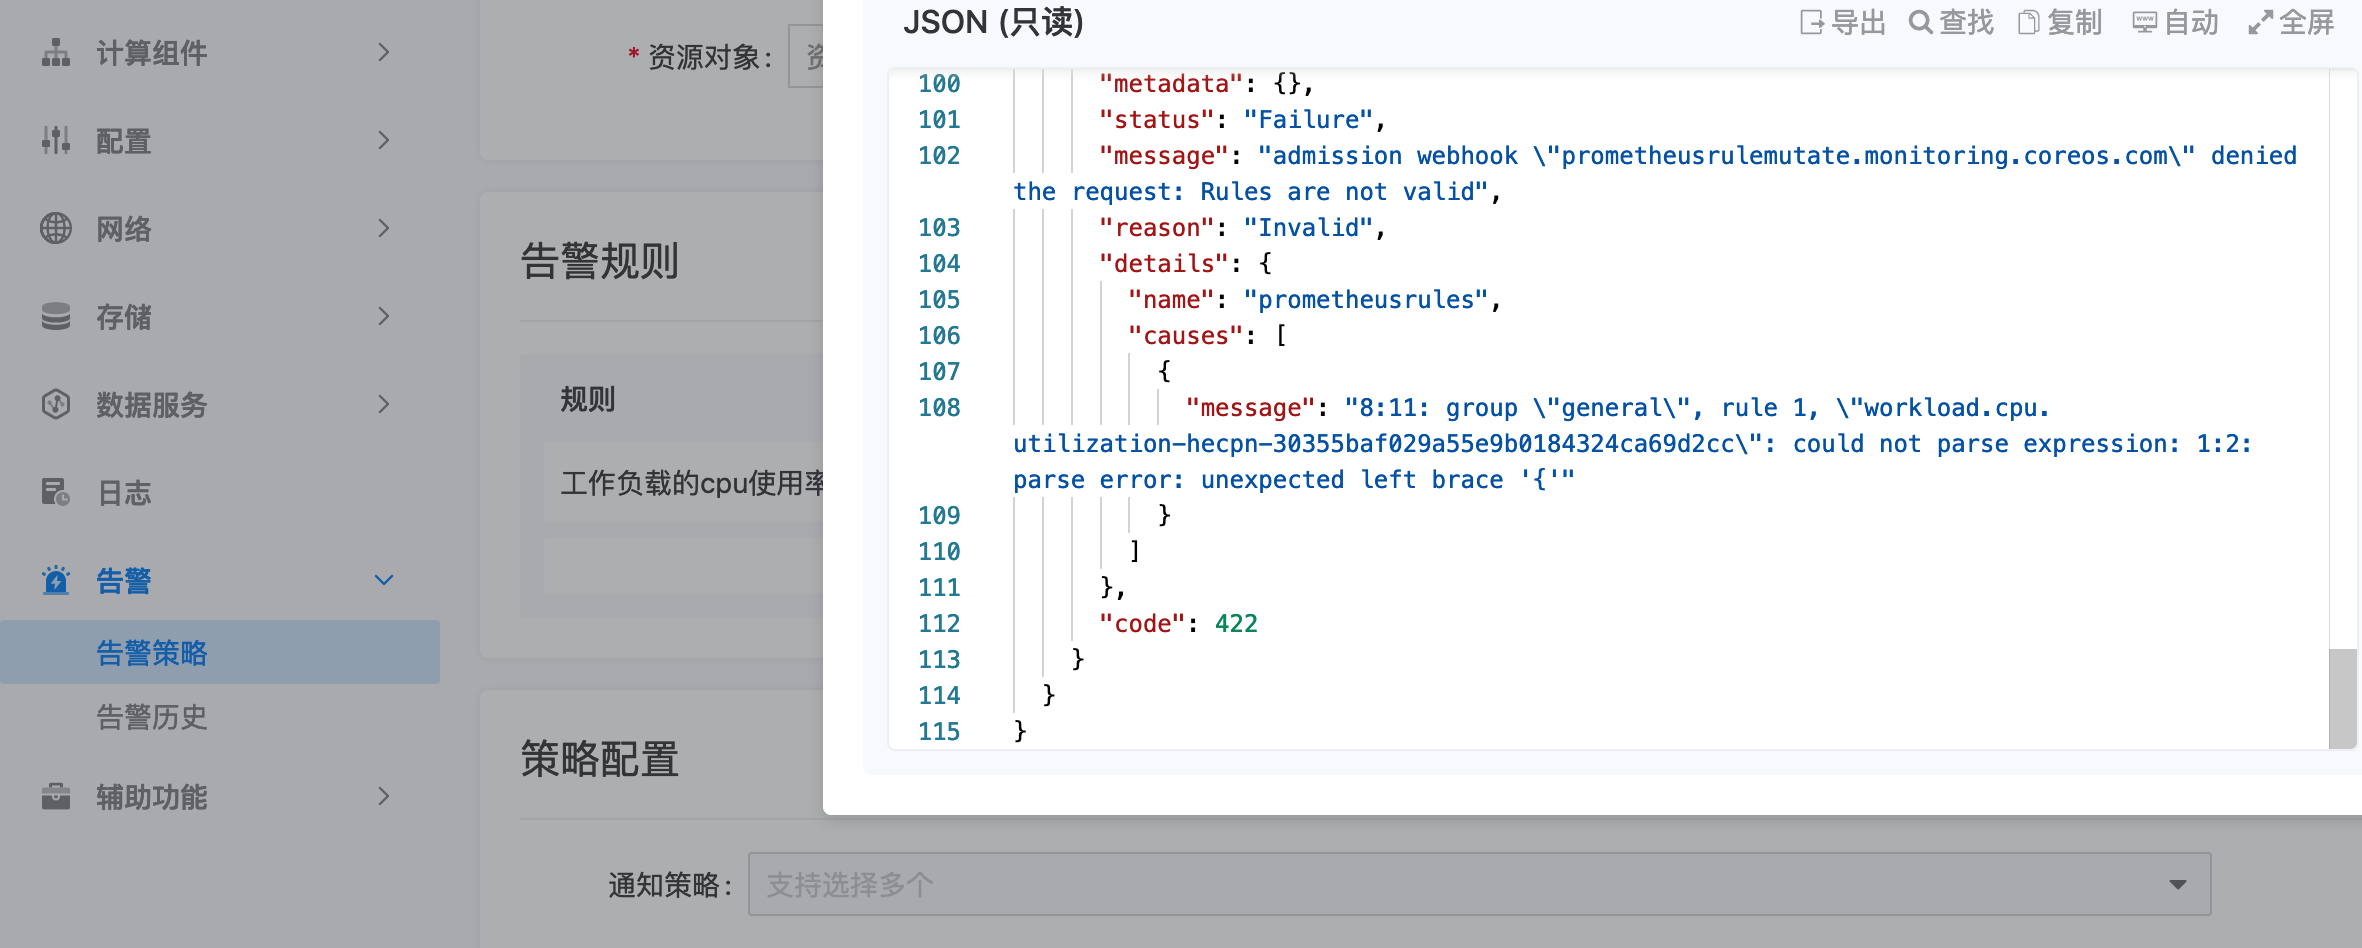 计算组件
配置
网络
存储
数据服务
日志
告警
告警策略
告警历史
辅助功能
* 资源对象：
告警规则
规则
工作负载的cpu使用率
策略配置
通知策略：
支持选择多个
JSON (只读)
导出 查找 复制 自动 全屏
100 "metadata": {},
101 "status": "Failure",
102 "message": "admission webhook \"prometheusrulemutate.monitoring.coreos.com\" denied
the request: Rules are not valid",
103 "reason": "Invalid",
104 "details": {
105 "name": "prometheusrules",
106 "causes": [
107 {
108 "message": "8:11: group \"general\", rule 1, \"workload.cpu.
utilization-hecpn-30355baf029a55e9b0184324ca69d2cc\": could not parse expression: 1:2:
parse error: unexpected left brace '{'"
109 }
110 ]
111 },
112 "code": 422
113 }
114 }
115 }